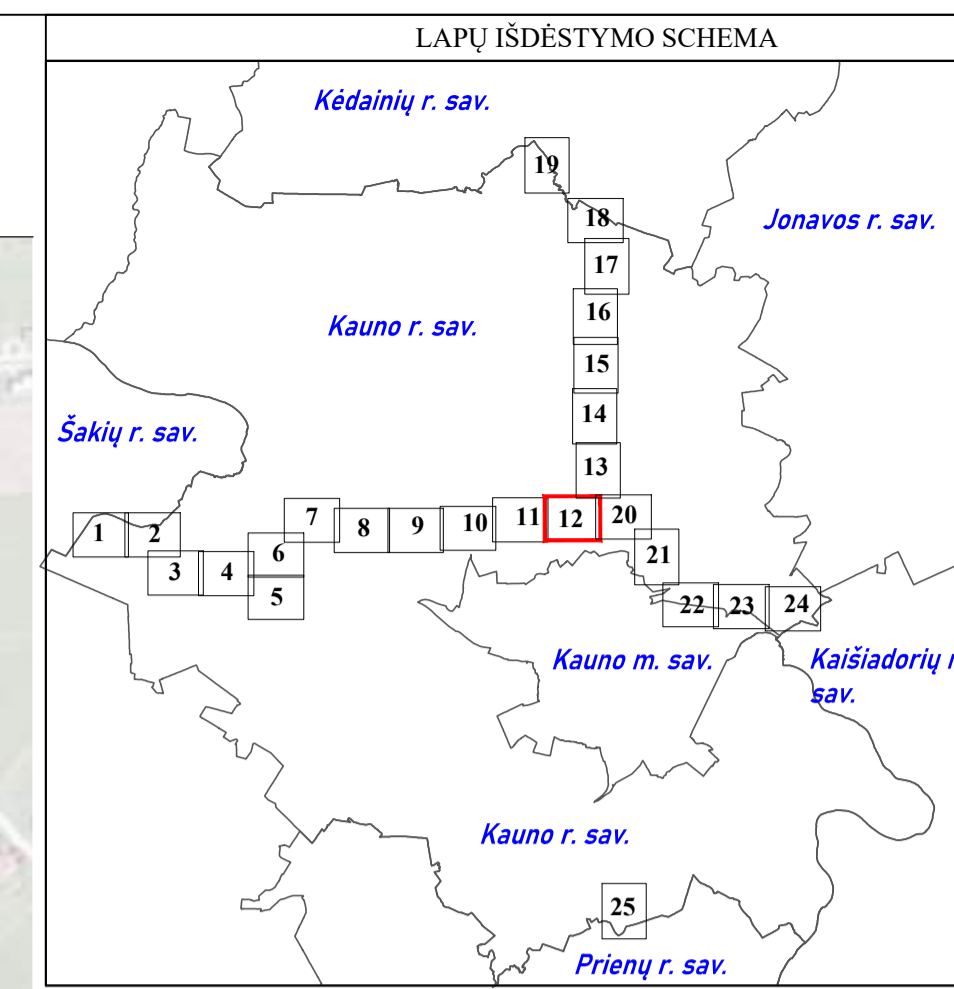 LAPŲ IŠDĖSTYMO SCHEMA
Kėdainių r. sav.
19
18
Jonavos r. sav.
17
16
Kauno r. sav.
15
14
Šakių r. sav.
13
1
2
3
4
5
6
7
8
9
10
11
12
20
21
22
23
24
Kauno m. sav.
Kaišiadorių
sav.
Kauno r. sav.
25
Prienų r. sav.